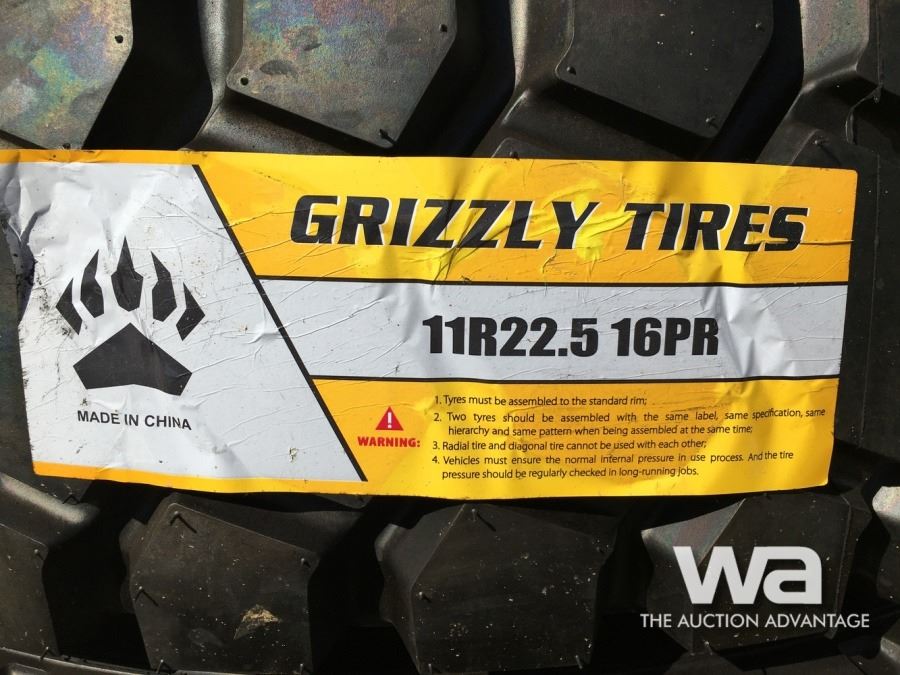 GRIZZLY TIRES
11R22.5 16PR
MADE IN CHINA
WARNING:
1. Tyres must be assembled to the standard rim;
2. Two tyres should be assembled with the same label, same specification, same
hierarchy and same pattern when being assembled at the same time;
3. Radial tire and diagonal tire cannot be used with each other;
4. Vehicles must ensure the normal internal pressure in use process. And the tire
pressure should be regularly checked in long-running jobs.
wa
THE AUCTION ADVANTAGE